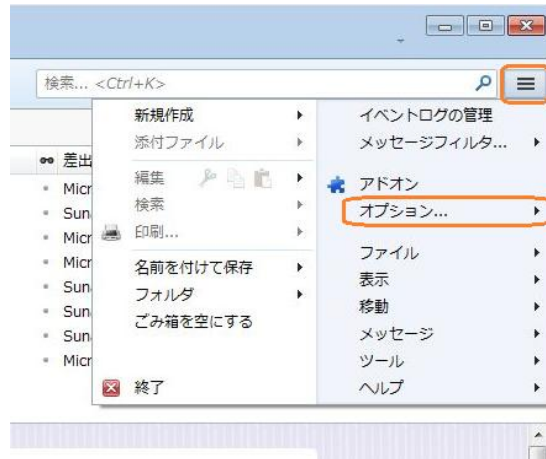 検索... <Ctrl+K>
新規作成
添付ファイル
編集
検索
印刷...
名前を付けて保存
フォルダ
ごみ箱を空にする
終了
イベントログの管理
メッセージフィルタ...
アドオン
オプション...
ファイル
表示
移動
メッセージ
ツール
ヘルプ
差出
Micr
Sun
Micr
Micr
Sun
Sun
Sun
Micr